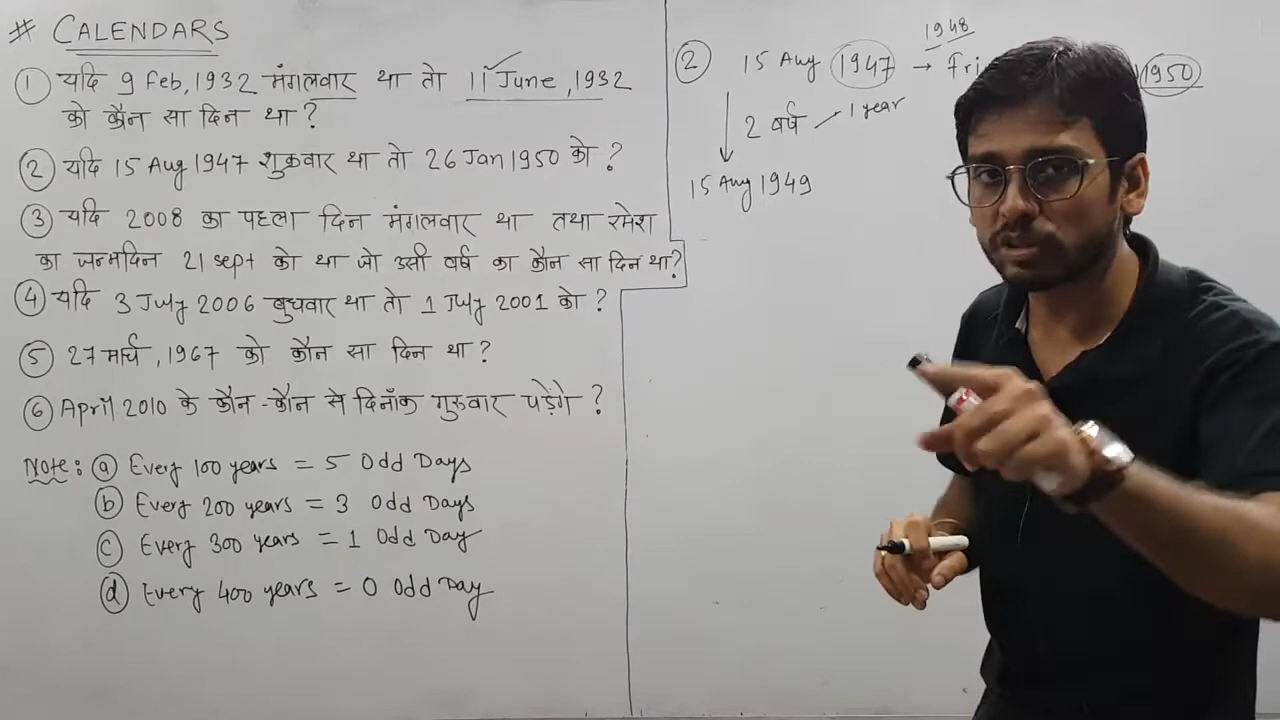 # CALENDARS
① यदि 9 Feb, 1932 मंगलवार था तो 11 June, 1932
को कौन सा दिन था ?
② यदि 15 Aug 1947 शुक्रवार था तो 26 Jan 1950 को ?
③ यदि 2008 का पहला दिन मंगलवार था तथा रमेश
का जन्मदिन 21 sept को था जो उसी वर्ष का कौन सा दिन था?
④ यदि 3 July 2006 बुधवार था तो 1 July 2001 को ?
⑤ 27 मार्च, 1967 को कौन सा दिन था ?
⑥ April 2010 के कौन-कौन से दिनाँक गुरुवार पड़ेंगे ?
Note: ⓐ Every 100 years = 5 Odd Days
ⓑ Every 200 years = 3 Odd Days
ⓒ Every 300 years = 1 Odd Day
ⓓ Every 400 years = 0 Odd Day
1948
② 15 Aug 1947 → Fri 1950
2 वर्ष 1 year
15 Aug 1949